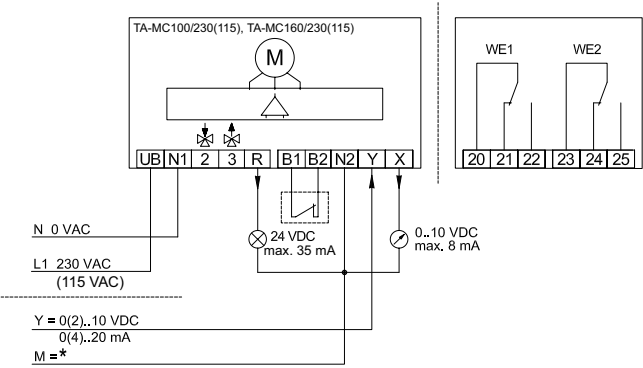 TA-MC100/230(115), TA-MC160/230(115)
M
WE1 WE2
UB N1 2 3 R B1 B2 N2 Y X
20 21 22 23 24 25
N 0 VAC
24 VDC
max. 35 mA
0..10 VDC
max. 8 mA
L1 230 VAC
(115 VAC)
Y = 0(2)..10 VDC
0(4)..20 mA
M =*